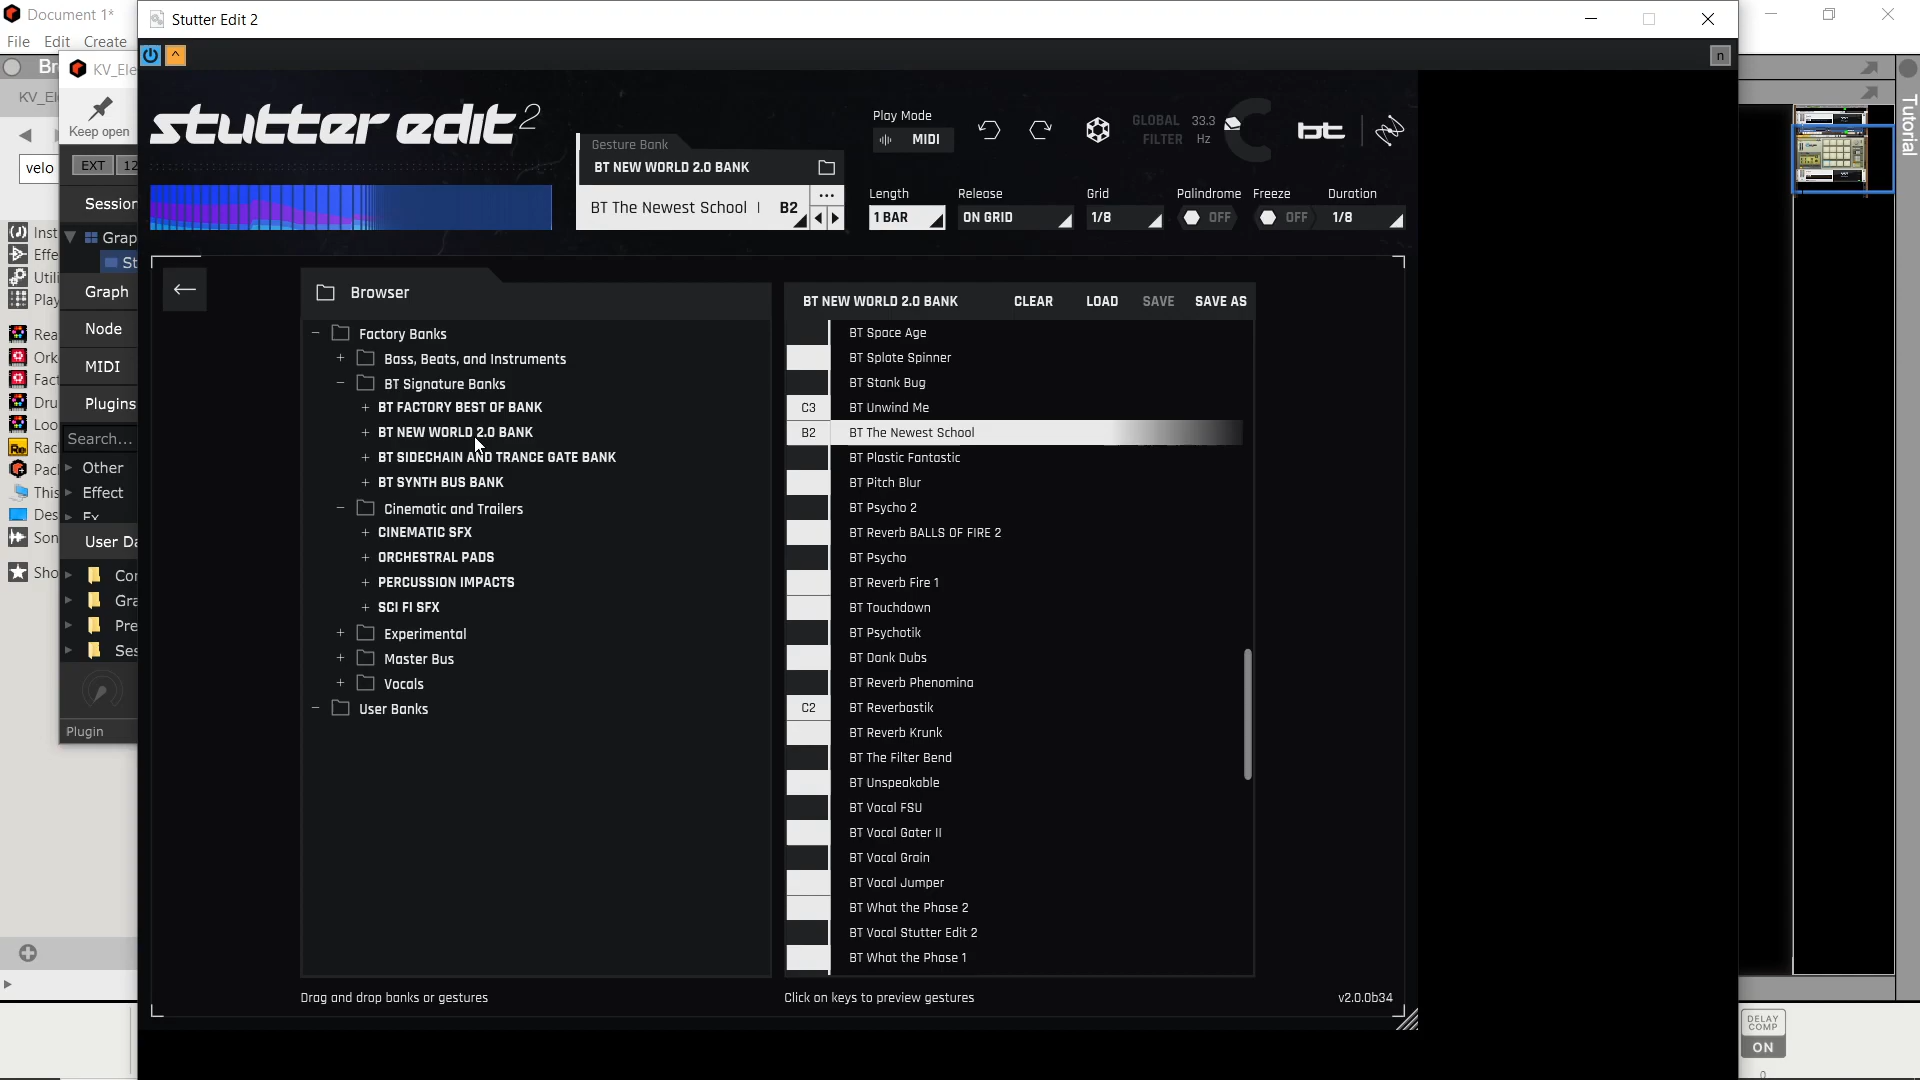 Document 1*
Stutter Edit 2
File Edit Create
KV_Ele
Keep open
n
stutter edit 2
Gesture Bank
BT NEW WORLD 2.0 BANK
BT The Newest School | B2
Play Mode
MIDI
GLOBAL FILTER
33.3 Hz
bt
Length
1 BAR
Release
ON GRID
Grid
1/8
Palindrome
OFF
Freeze
OFF
Duration
1/8
Tutorial
velo
EXT
Session
Graph
Node
MIDI
Plugins
Search...
Other
Effect
User Da
Plugin
Browser
Factory Banks
Bass, Beats, and Instruments
BT Signature Banks
BT FACTORY BEST OF BANK
BT NEW WORLD 2.0 BANK
BT SIDECHAIN AND TRANCE GATE BANK
BT SYNTH BUS BANK
Cinematic and Trailers
CINEMATIC SFX
ORCHESTRAL PADS
PERCUSSION IMPACTS
SCI FI SFX
Experimental
Master Bus
Vocals
User Banks
Drag and drop banks or gestures
BT NEW WORLD 2.0 BANK CLEAR LOAD SAVE SAVE AS
BT Space Age
BT Splate Spinner
BT Stank Bug
C3 BT Unwind Me
B2 BT The Newest School
BT Plastic Fantastic
BT Pitch Blur
BT Psycho 2
BT Reverb BALLS OF FIRE 2
BT Psycho
BT Reverb Fire 1
BT Touchdown
BT Psychotik
BT Dank Dubs
BT Reverb Phenomina
C2 BT Reverbastik
BT Reverb Krunk
BT The Filter Bend
BT Unspeakable
BT Vocal FSU
BT Vocal Gater II
BT Vocal Grain
BT Vocal Jumper
BT What the Phase 2
BT Vocal Stutter Edit 2
BT What the Phase 1
Click on keys to preview gestures
v2.0.0b34
DELAY
COMP
ON
0